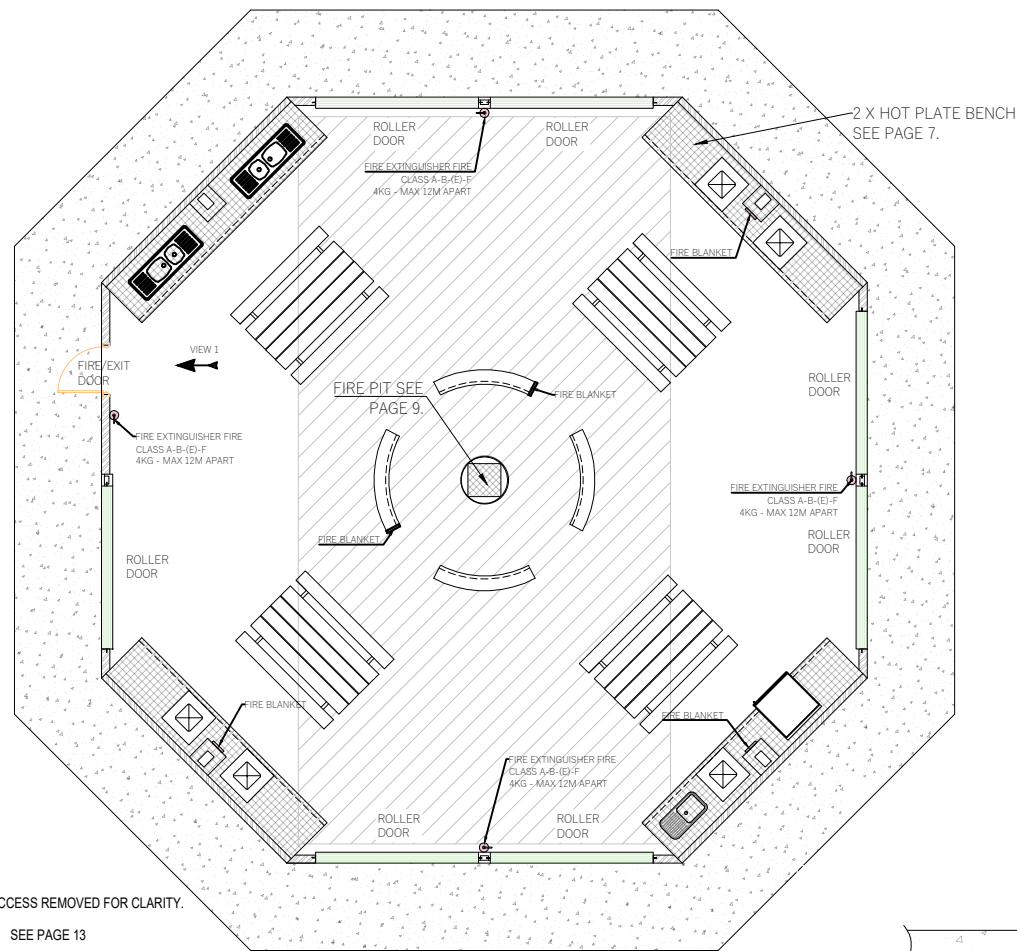 ROLLER
DOOR
ROLLER
DOOR
2 X HOT PLATE BENCH
SEE PAGE 7.
FIRE EXTINGUISHER FIRE
CLASS A-B-(E)-F
4KG - MAX 12M APART
FIRE BLANKET
VIEW 1
FIRE/EXIT
DOOR
FIRE PIT SEE
PAGE 9.
FIRE BLANKET
ROLLER
DOOR
FIRE EXTINGUISHER FIRE
CLASS A-B-(E)-F
4KG - MAX 12M APART
FIRE EXTINGUISHER FIRE
CLASS A-B-(E)-F
4KG - MAX 12M APART
FIRE BLANKET
ROLLER
DOOR
ROLLER
DOOR
FIRE BLANKET
FIRE BLANKET
FIRE EXTINGUISHER FIRE
CLASS A-B-(E)-F
4KG - MAX 12M APART
ROLLER
DOOR
ROLLER
DOOR
REMOVED FOR CLARITY.
SEE PAGE 13